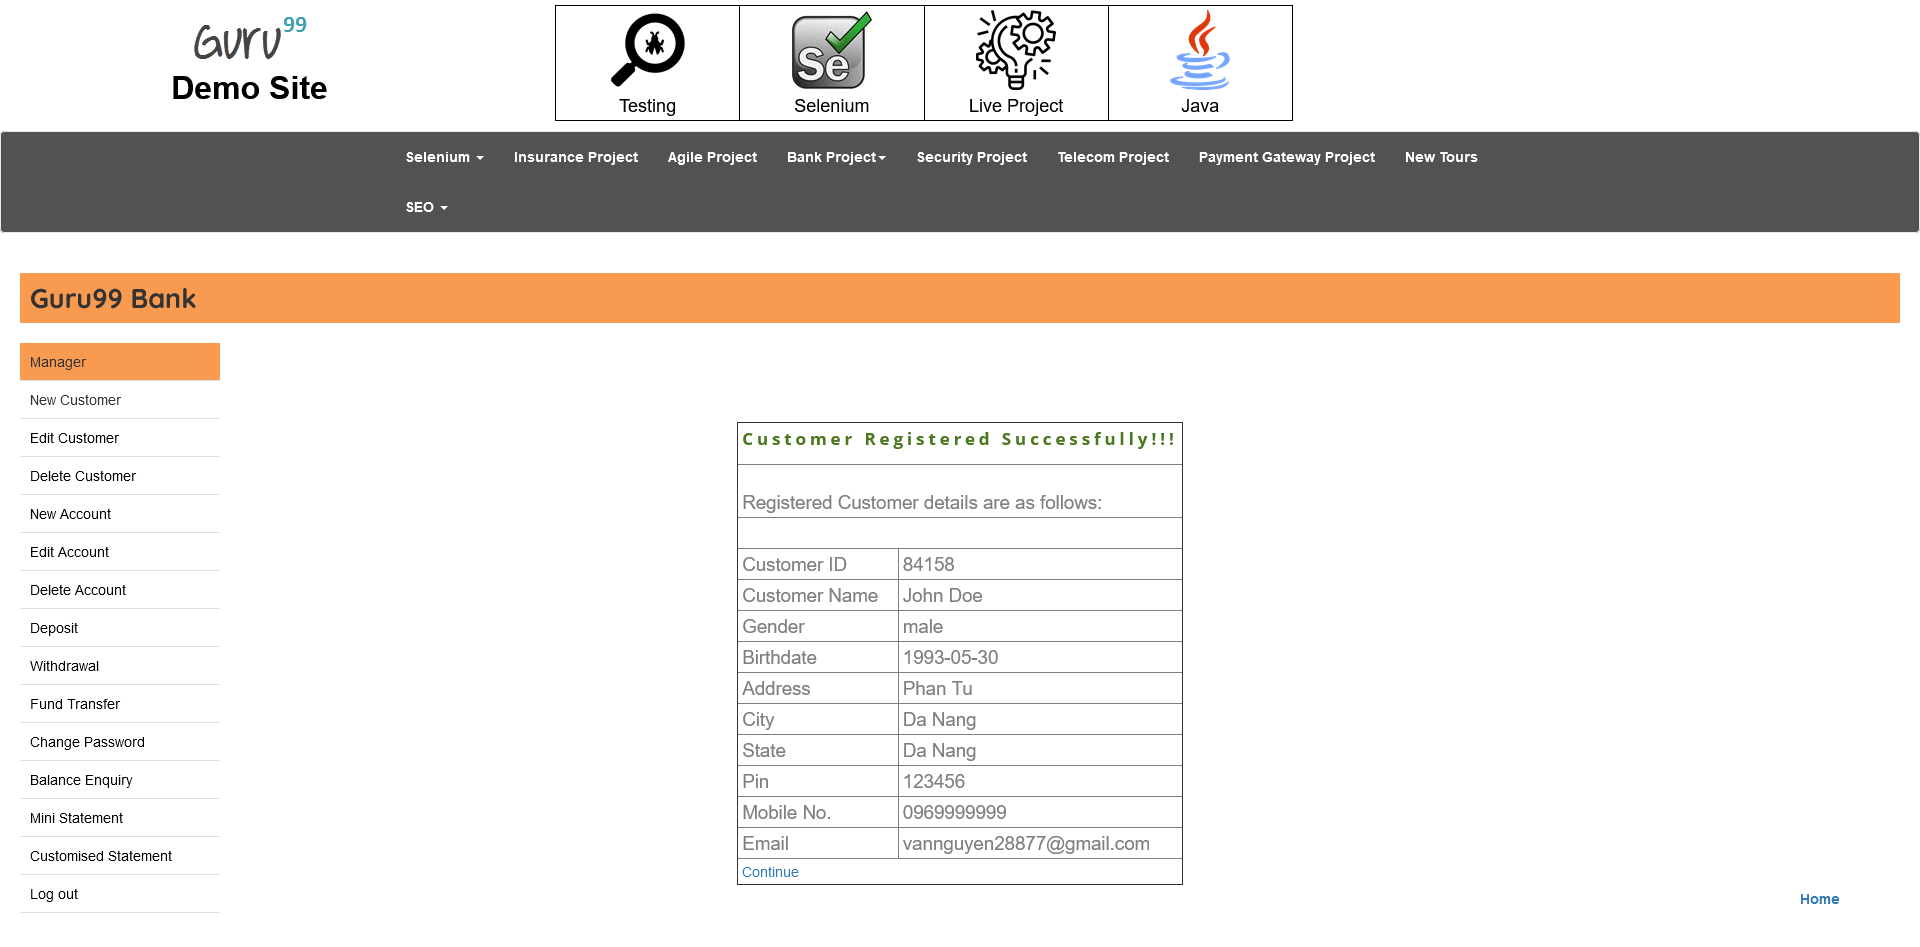 Guru99
Demo Site
Testing
Se
Selenium
Live Project
Java
Selenium Insurance Project Agile Project Bank Project Security Project Telecom Project Payment Gateway Project New Tours
SEO
Guru99 Bank
Manager
New Customer
Edit Customer
Delete Customer
New Account
Edit Account
Delete Account
Deposit
Withdrawal
Fund Transfer
Change Password
Balance Enquiry
Mini Statement
Customised Statement
Log out
Customer Registered Successfully!!!
Registered Customer details are as follows:
Customer ID 84158
Customer Name John Doe
Gender male
Birthdate 1993-05-30
Address Phan Tu
City Da Nang
State Da Nang
Pin 123456
Mobile No. 0969999999
Email vannguyen28877@gmail.com
Continue
Home